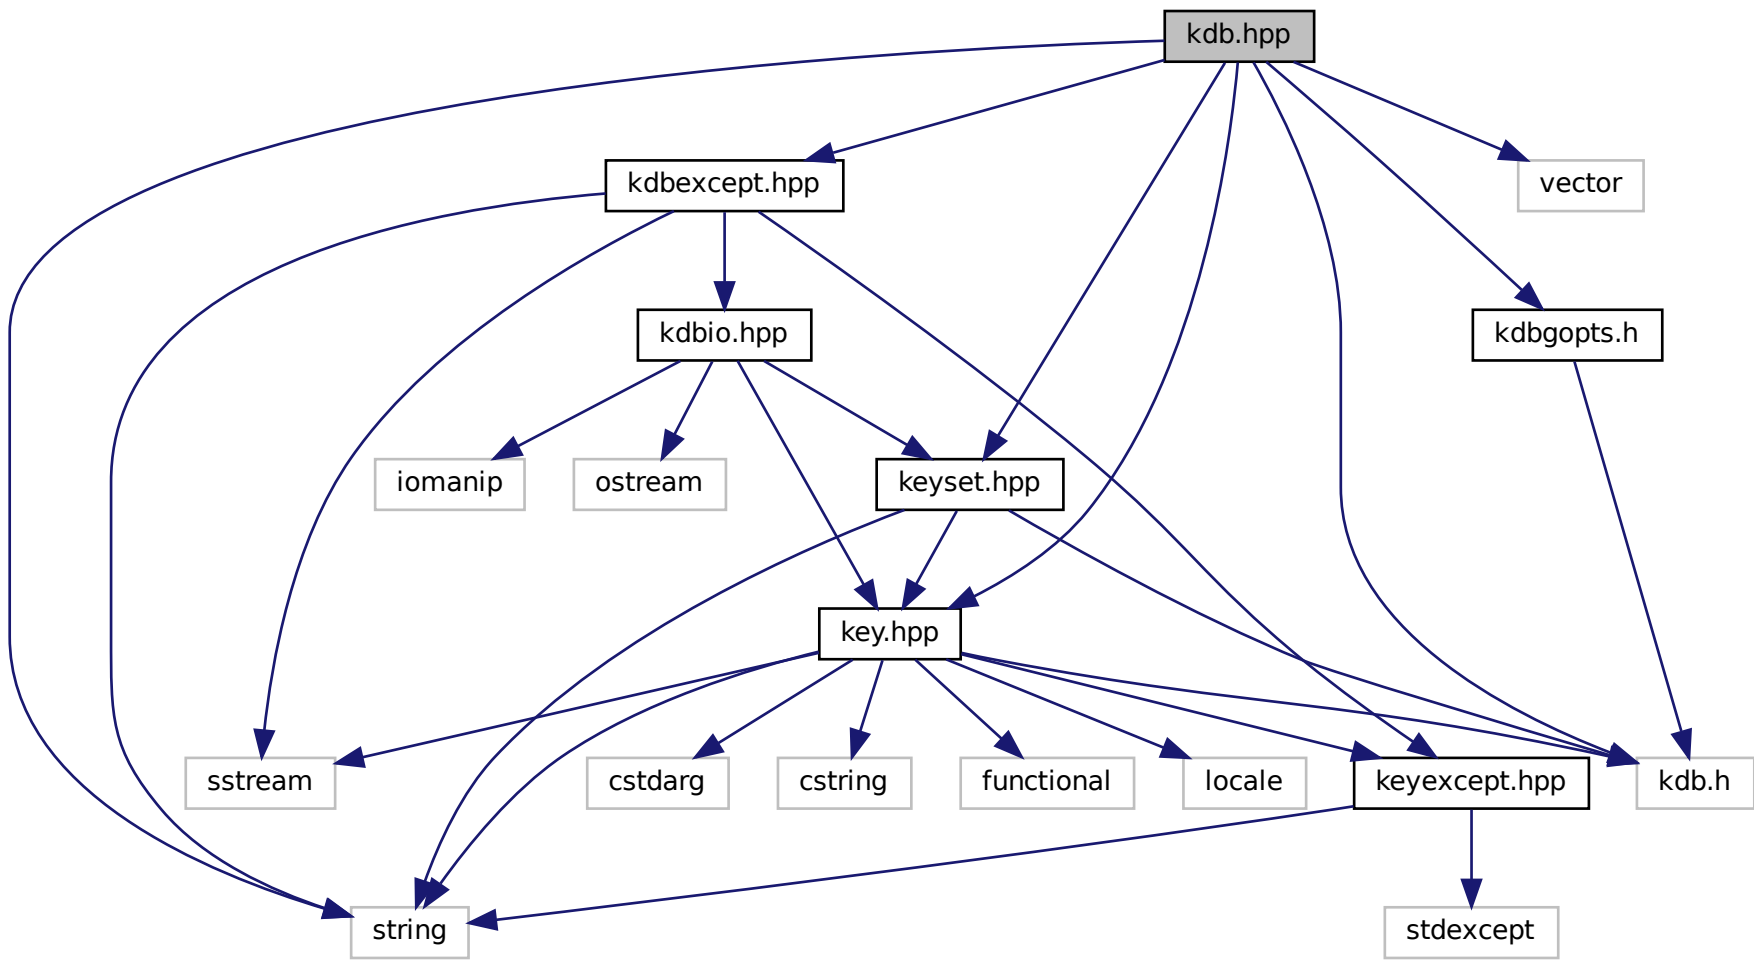 kdb.hpp
kdbexcept.hpp
vector
kdbio.hpp
kdbgopts.h
iomanip
ostream
keyset.hpp
key.hpp
sstream
cstdarg
cstring
functional
locale
keyexcept.hpp
kdb.h
string
stdexcept